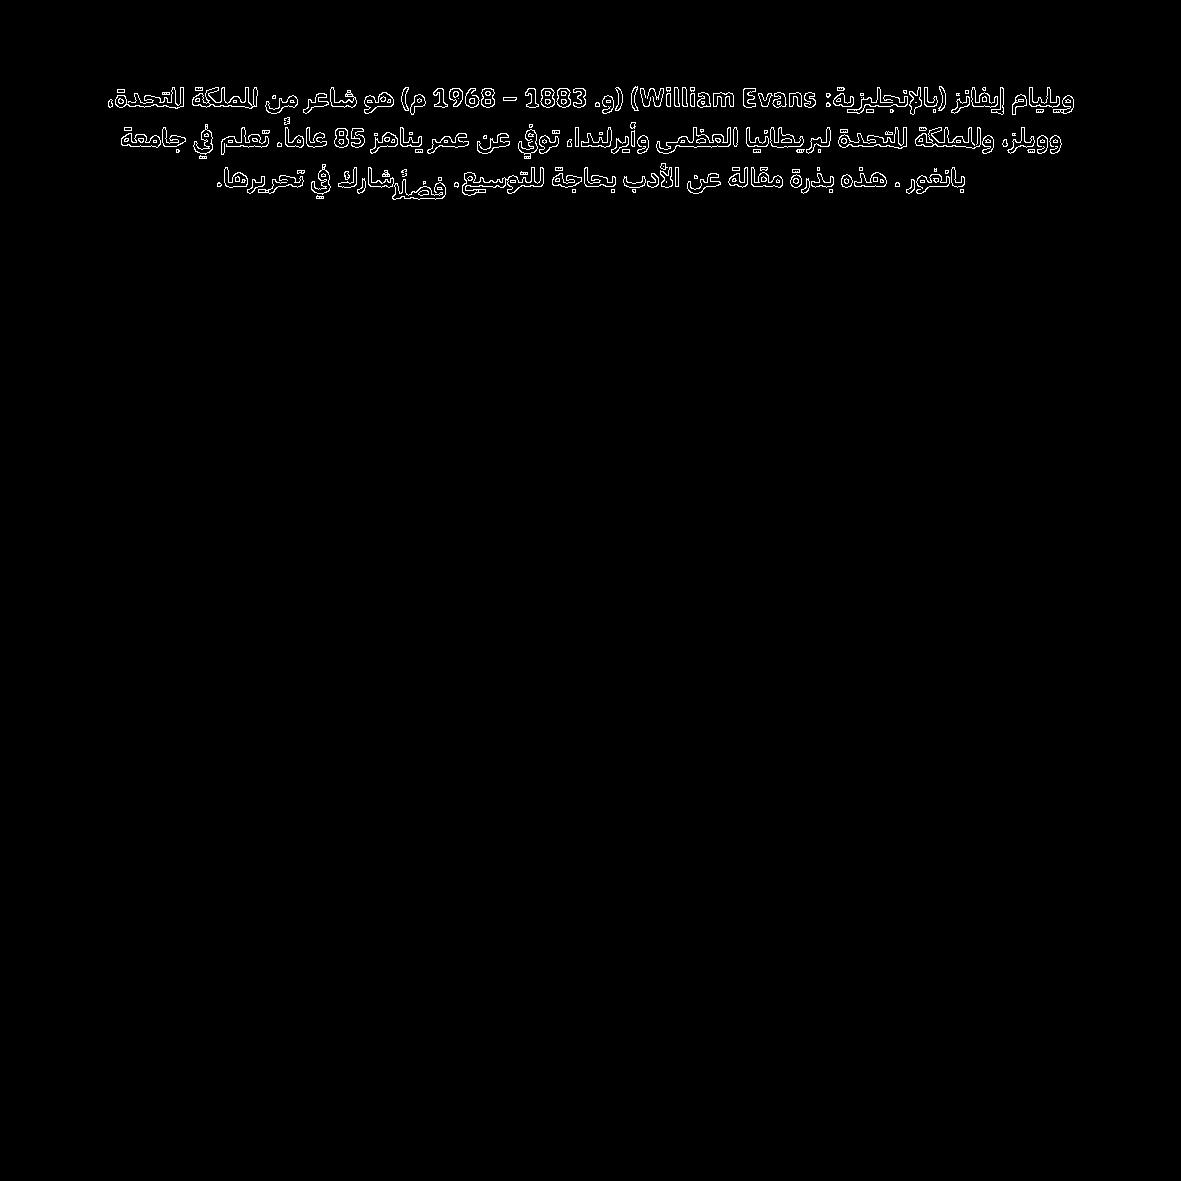 ويليام إيفانز (بالإنجليزية: William Evans) (و. 1883 – 1968 م) هو شاعر من المملكة المتحدة،
وويلز، والمملكة المتحدة لبريطانيا العظمى وأيرلندا، توفي عن عمر يناهز 85 عاماً. تعلم في جامعة
بانغور . هذه بذرة مقالة عن الأدب بحاجة للتوسيع. فضلًا شارك في تحريرها.